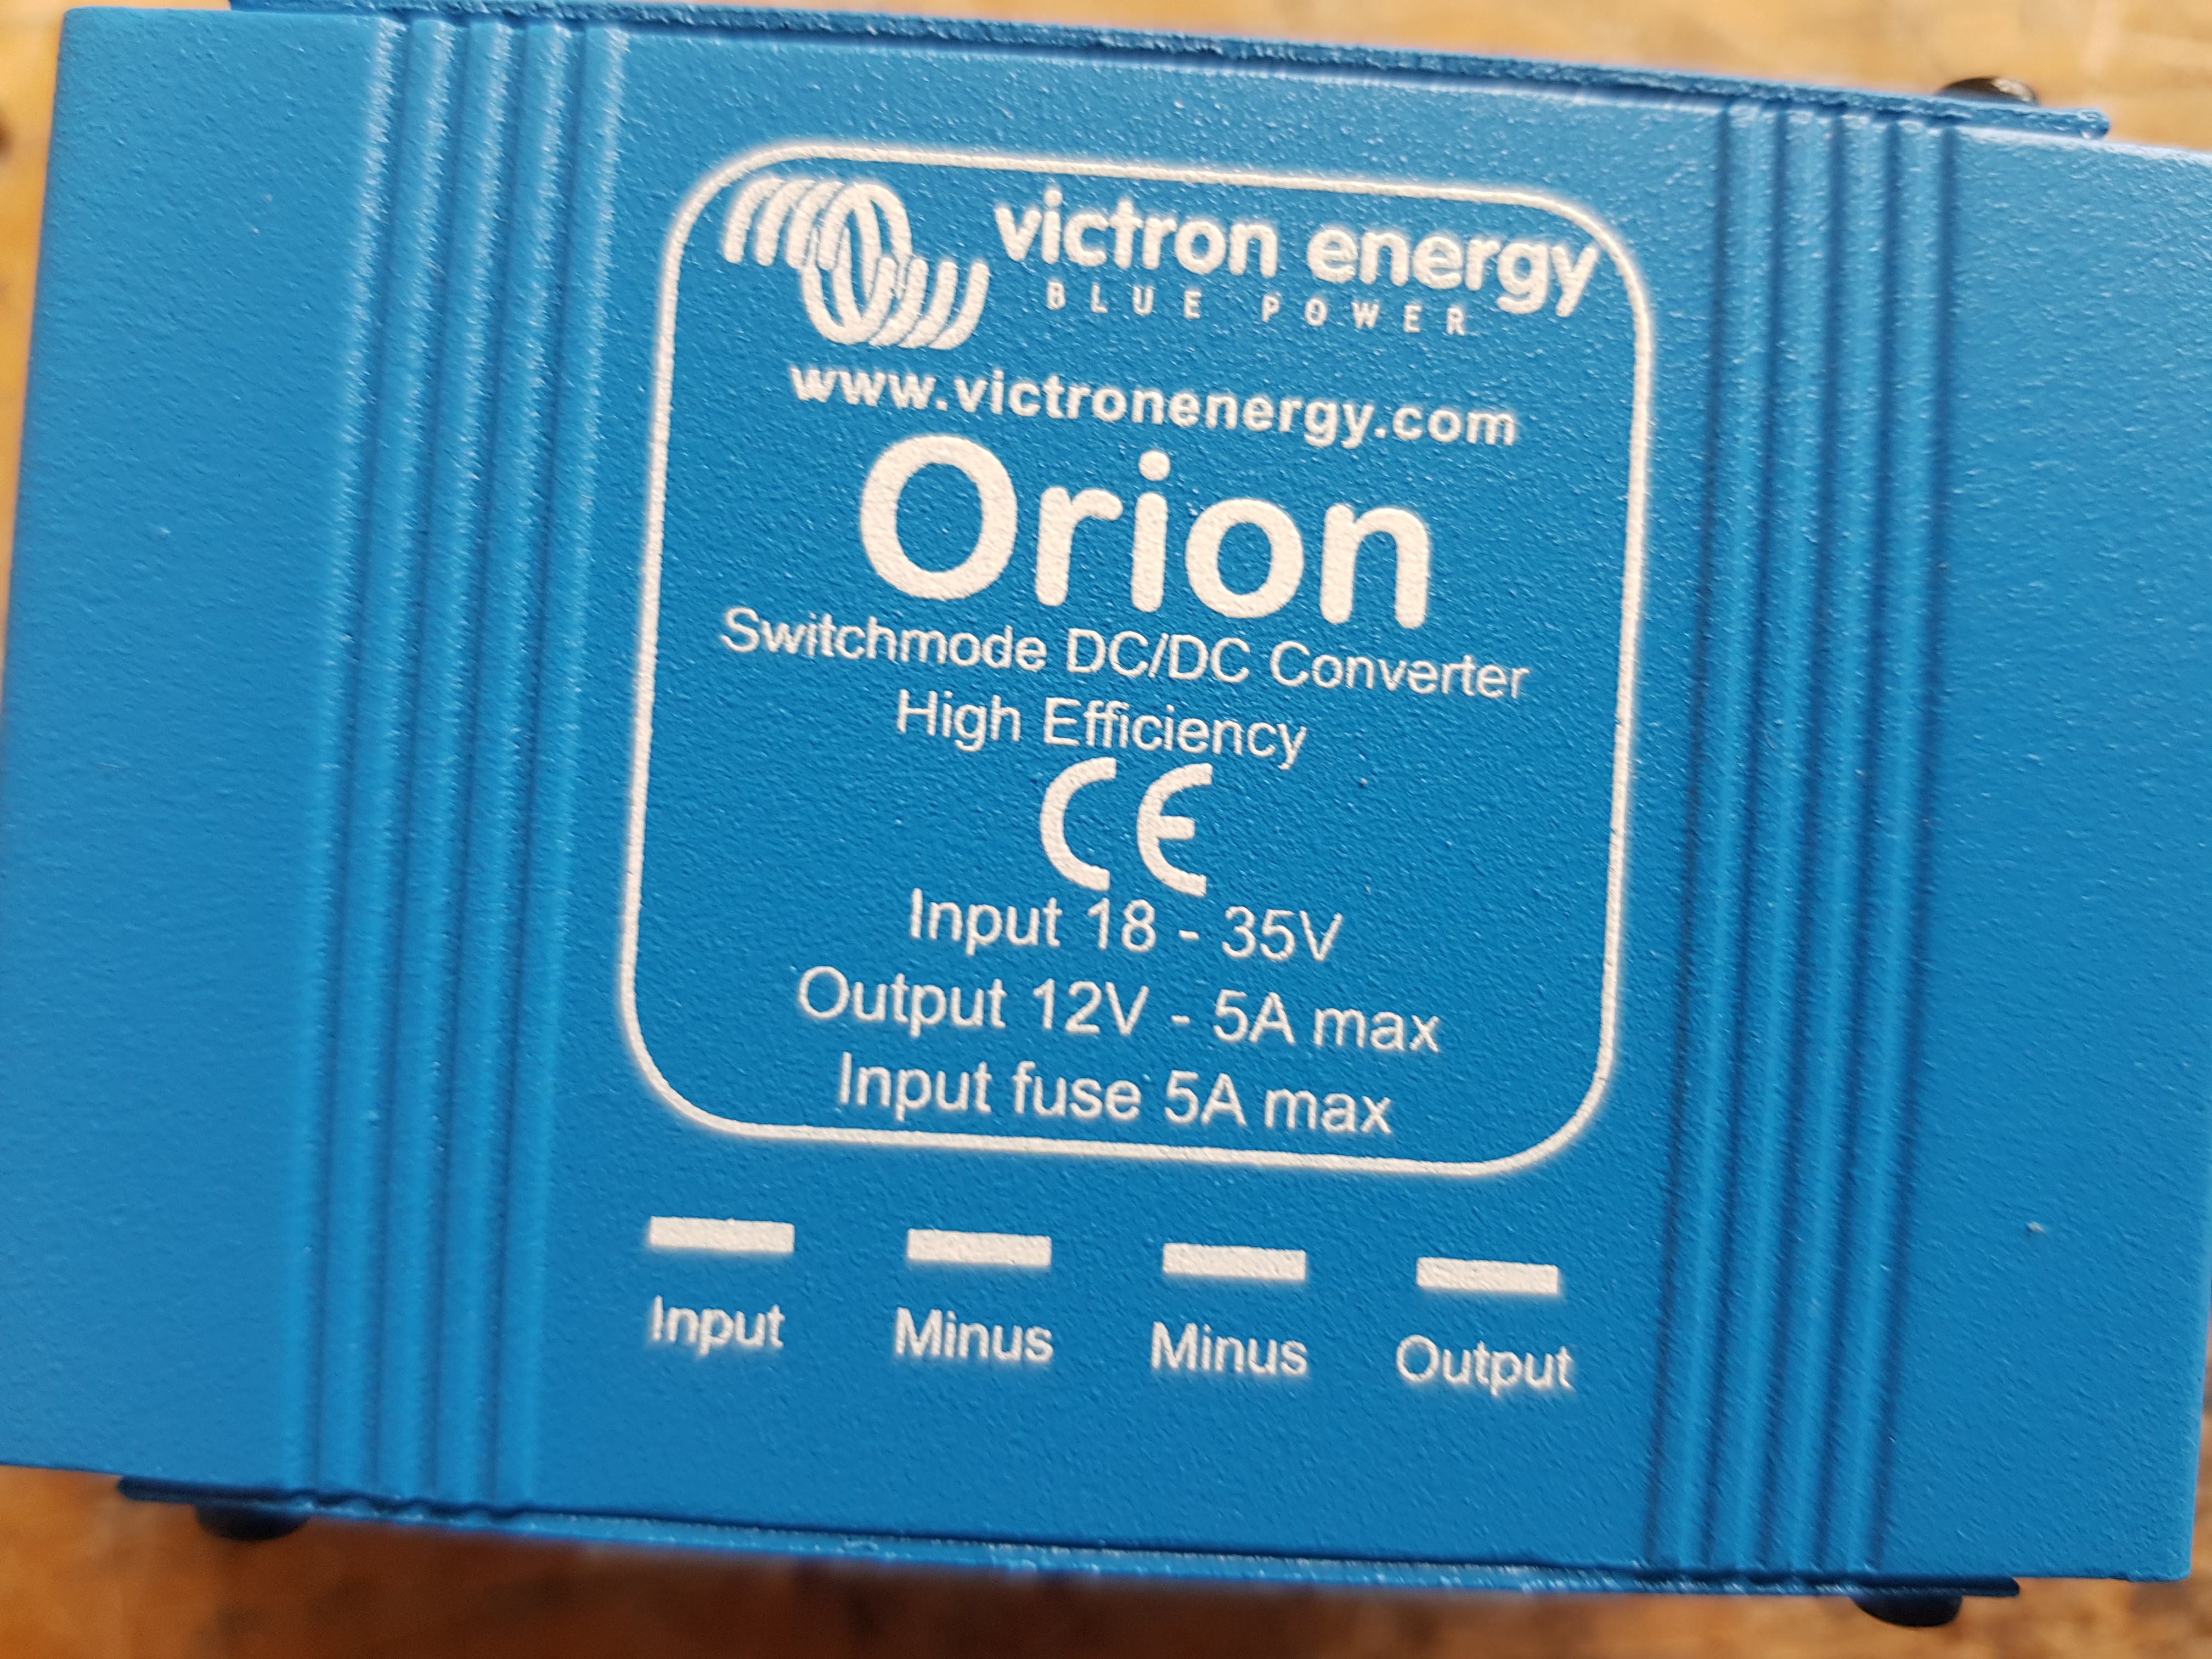 victron energy
BLUE POWER
www.victronenergy.com
Orion
Switchmode DC/DC Converter
High Efficiency
CE
Input 18 - 35V
Output 12V - 5A max
Input fuse 5A max
Input Minus Minus Output